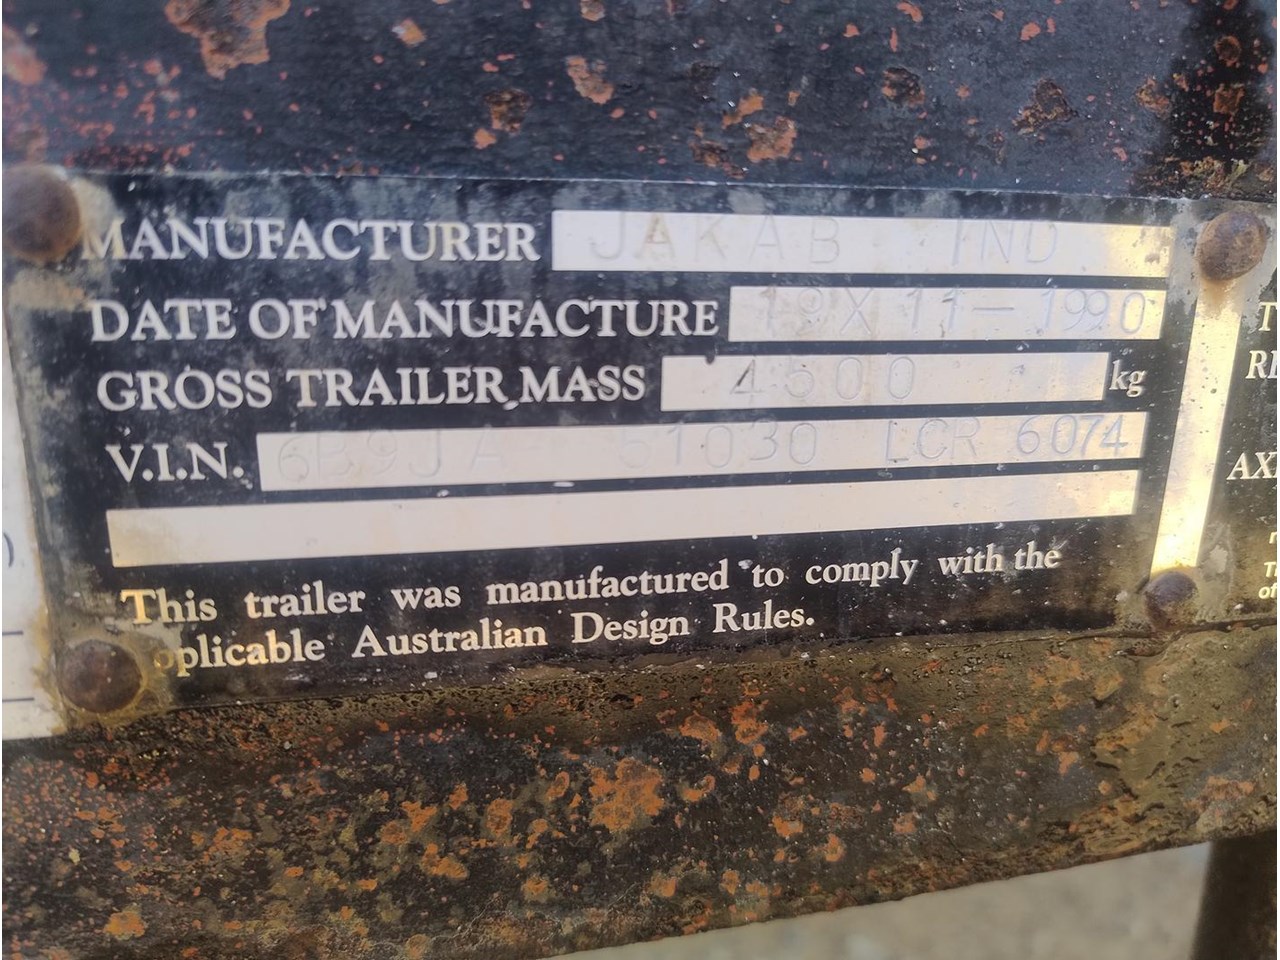 MANUFACTURER JAKAB IND
DATE OF MANUFACTURE 19 X 11-1990
GROSS TRAILER MASS 4500 kg
V.I.N. 6B9JA 51030 LCR 6074
This trailer was manufactured to comply with the
applicable Australian Design Rules.